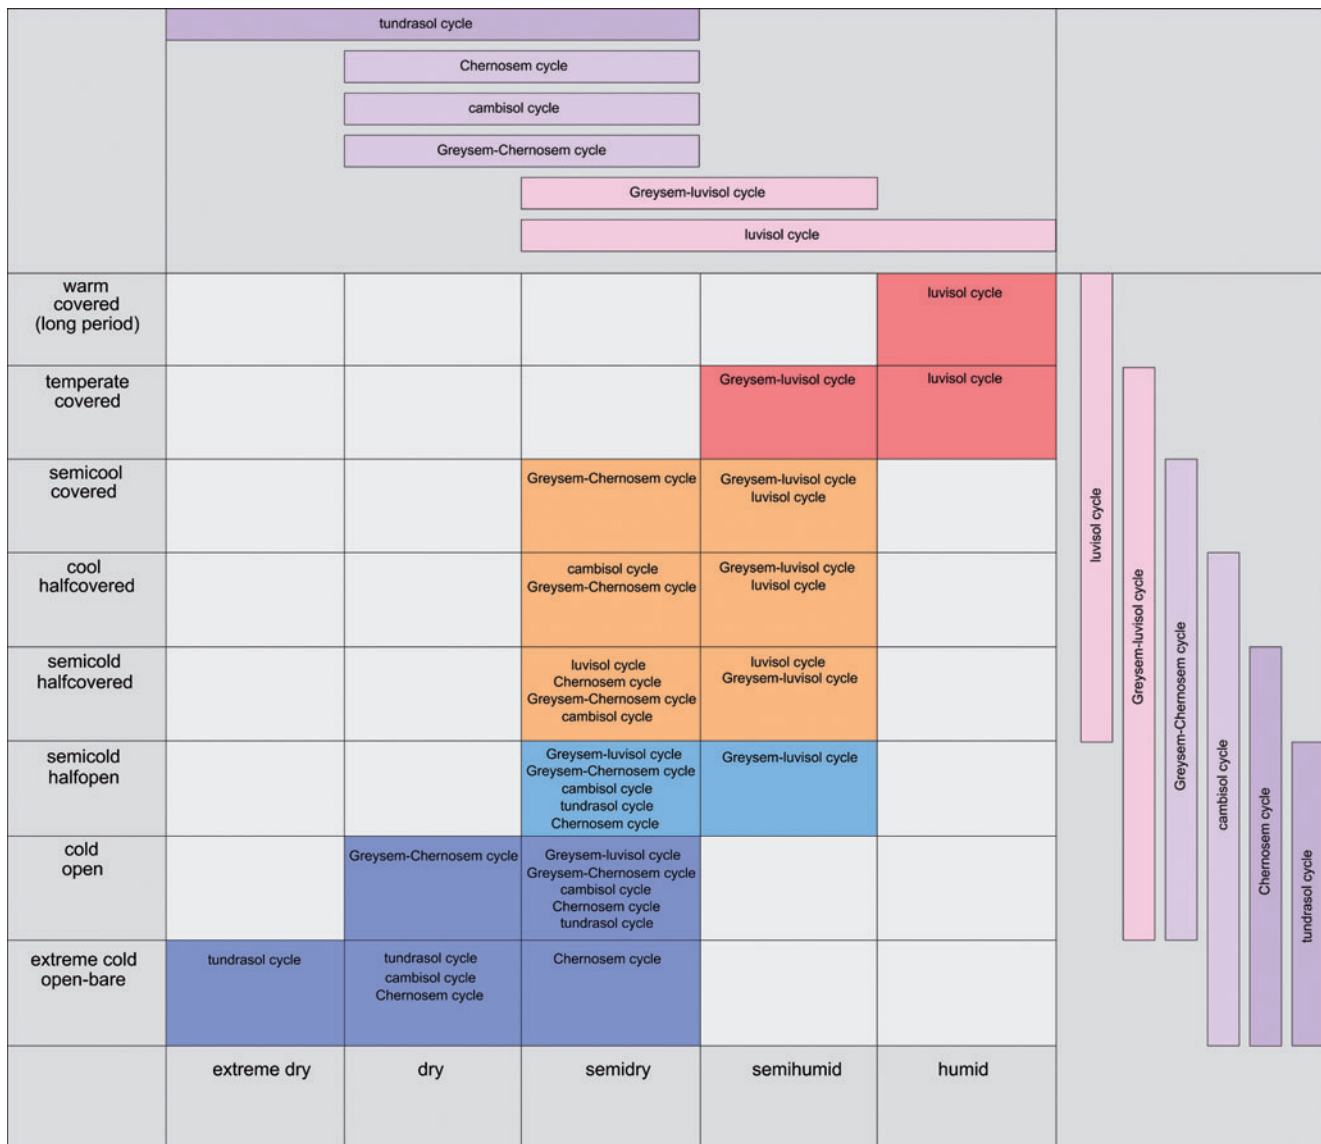 tundrasol cycle
Chernosem cycle
cambisol cycle
Greysem-Chernosem cycle
Greysem-luvisol cycle
luvisol cycle
warm
covered
(long period)
luvisol cycle
temperate
covered
Greysem-luvisol cycle
luvisol cycle
semicool
covered
Greysem-Chernosem cycle
Greysem-luvisol cycle
luvisol cycle
cool
halfcovered
cambisol cycle
Greysem-Chernosem cycle
Greysem-luvisol cycle
luvisol cycle
semicold
halfcovered
luvisol cycle
Chernosem cycle
Greysem-Chernosem cycle
cambisol cycle
luvisol cycle
Greysem-luvisol cycle
semicold
halfopen
Greysem-luvisol cycle
Greysem-Chernosem cycle
cambisol cycle
tundrasol cycle
Chernosem cycle
Greysem-luvisol cycle
cold
open
Greysem-Chernosem cycle
Greysem-luvisol cycle
Greysem-Chernosem cycle
cambisol cycle
Chernosem cycle
tundrasol cycle
extreme cold
open-bare
tundrasol cycle
tundrasol cycle
cambisol cycle
Chernosem cycle
Chernosem cycle
extreme dry
dry
semidry
semihumid
humid
luvisol cycle
Greysem-luvisol cycle
Greysem-Chernosem cycle
cambisol cycle
Chernosem cycle
tundrasol cycle